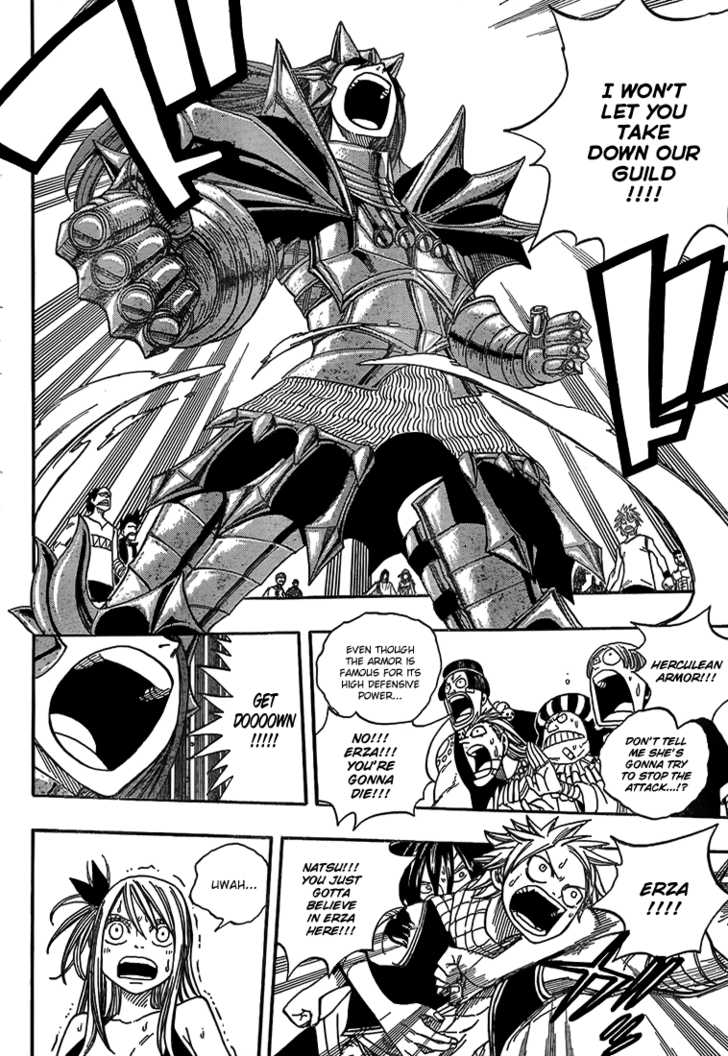 I WON'T
LET YOU
TAKE
DOWN OUR
GUILD
!!!!
HERCULEAN
ARMOR!!!
DON'T TELL
ME SHE'S
GONNA TRY
TO STOP THE
ATTACK...!?
EVEN THOUGH
THE ARMOR IS
FAMOUS FOR ITS
HIGH DEFENSIVE
POWER...
NO!!!
ERZA!!!
YOU'RE
GONNA
DIE!!!
GET
DOOOOWN
!!!!!
ERZA
!!!!
NATSU!!!
YOU JUST
GOTTA
BELIEVE
IN ERZA
HERE!!!
UWAH...